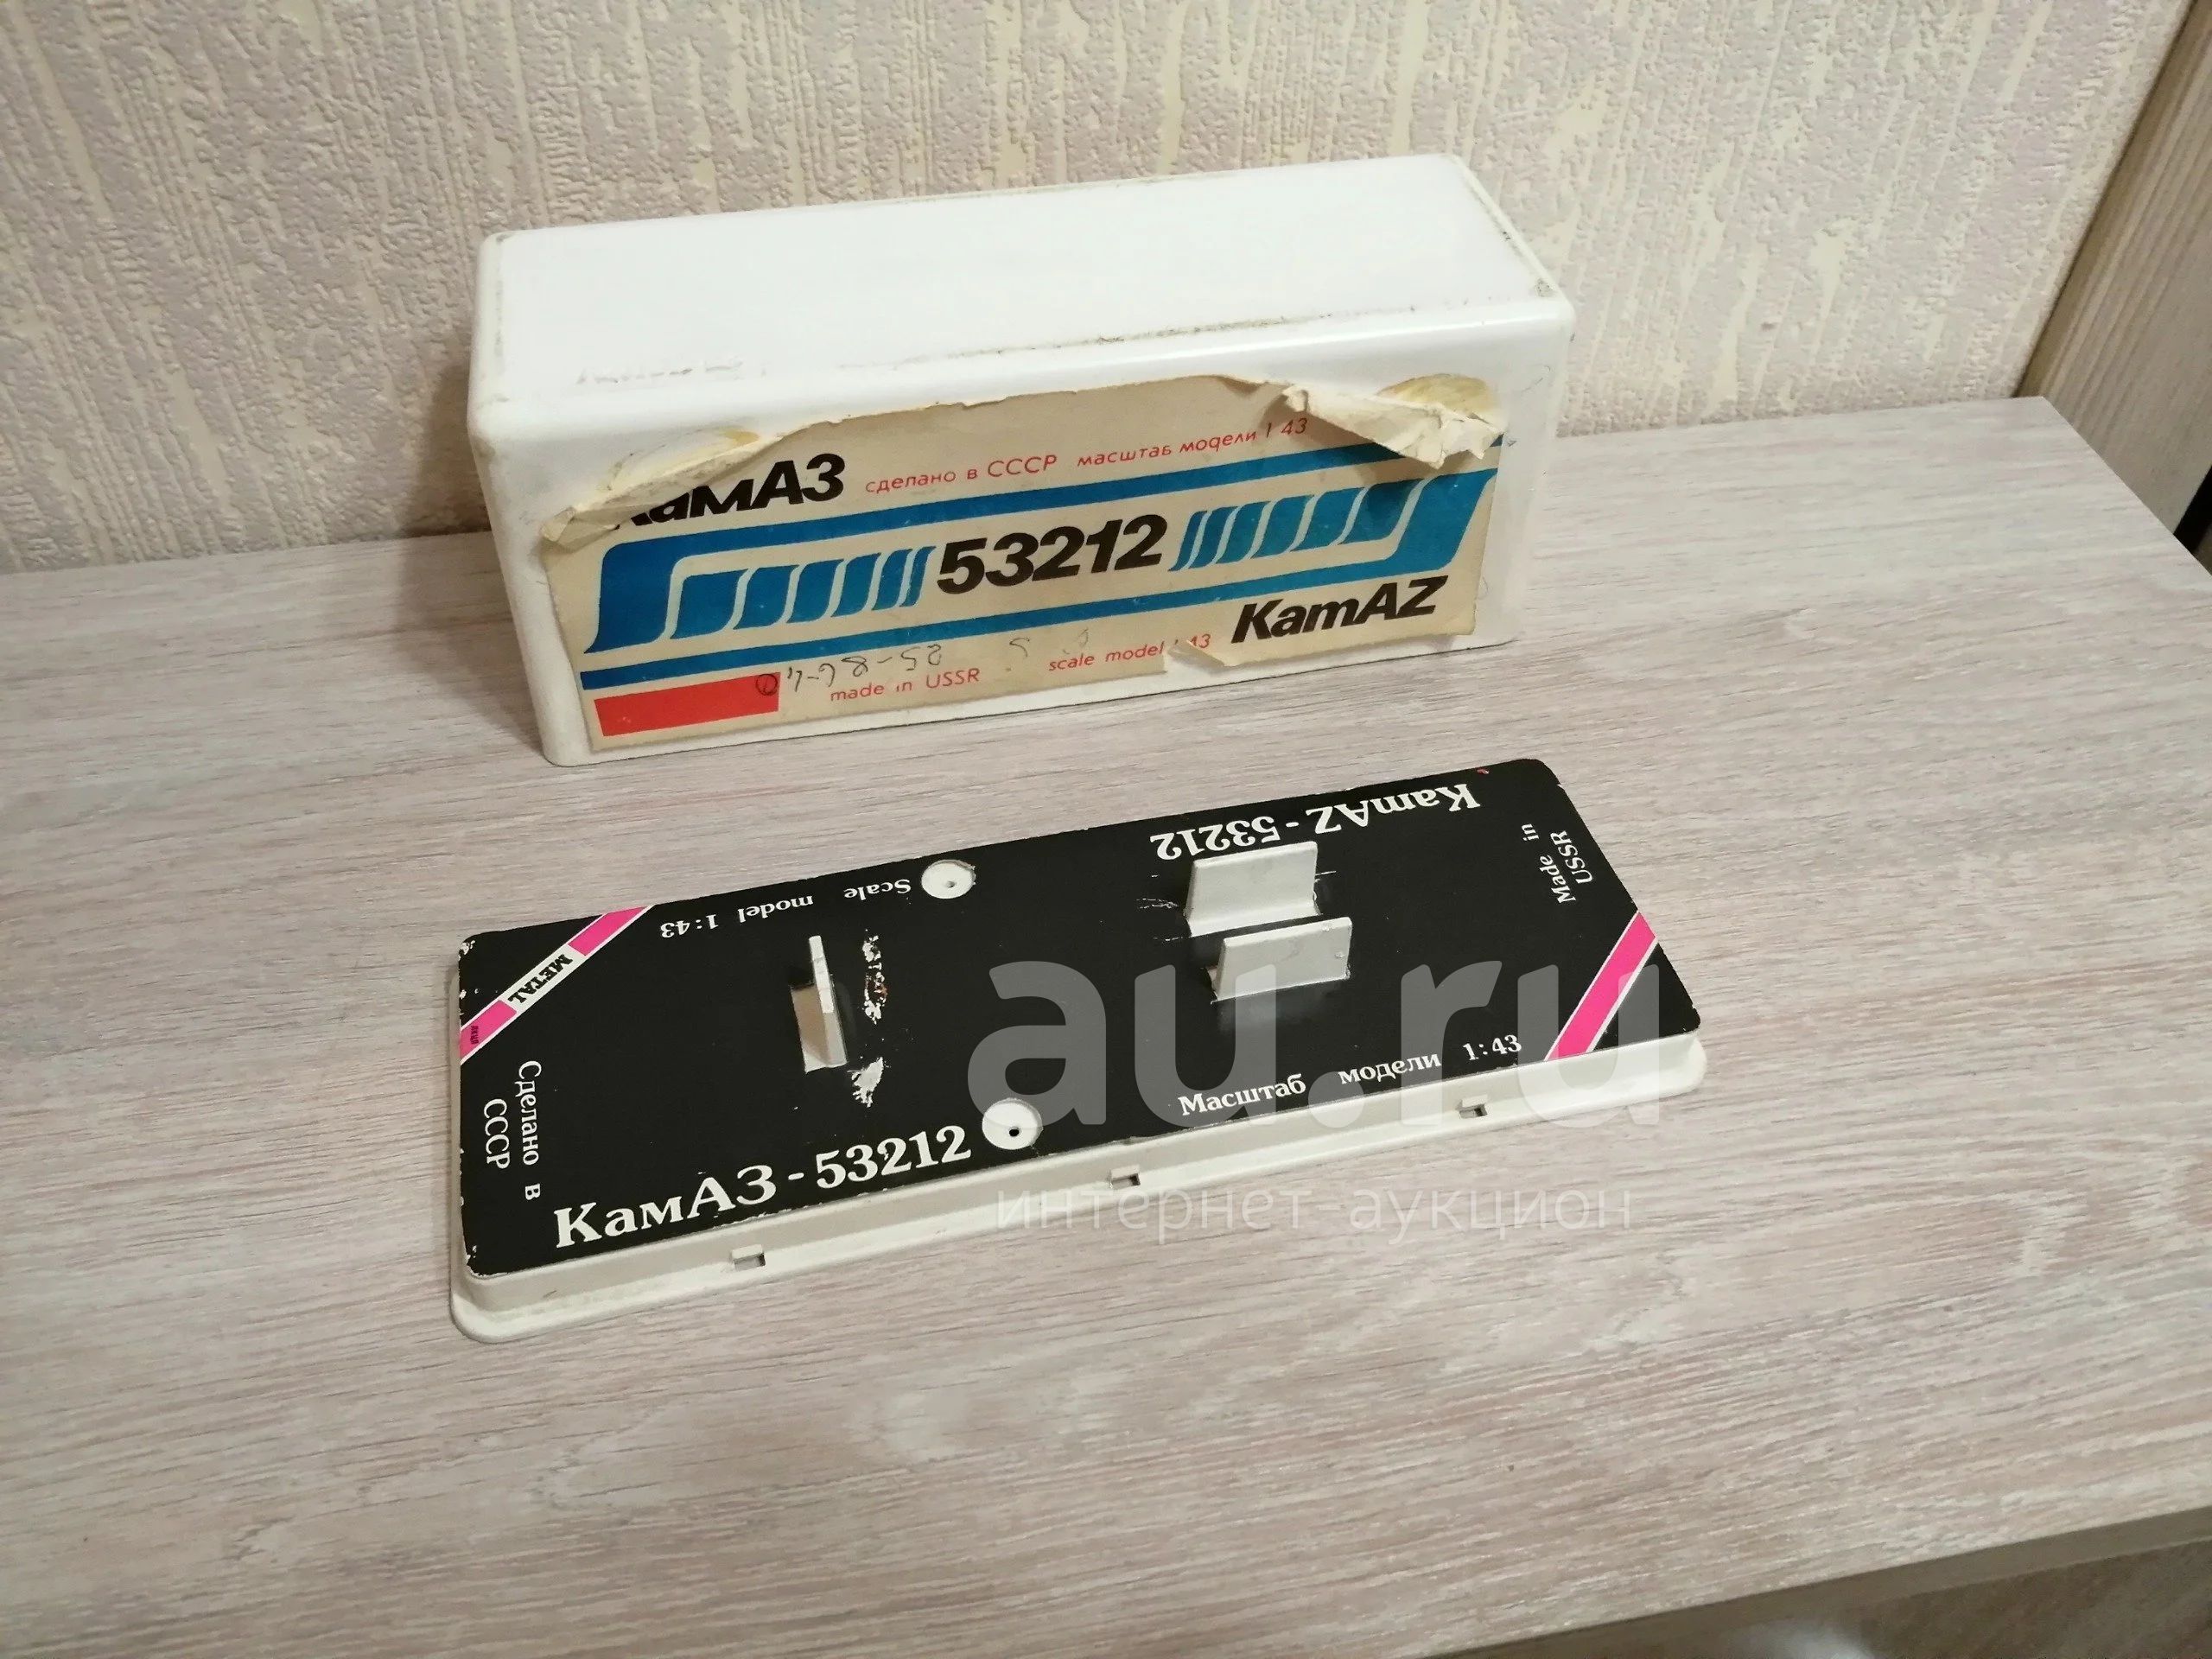 КамАЗ сделано в СССР масштаб модели 1 43
53212
KamAZ
made in USSR scale model 1 43
KamAZ-53212
Scale model 1:43
Made in
USSR
METAL
Сделано в
СССР
Масштаб модели 1:43
КамАЗ-53212
au.ru
интернет аукцион